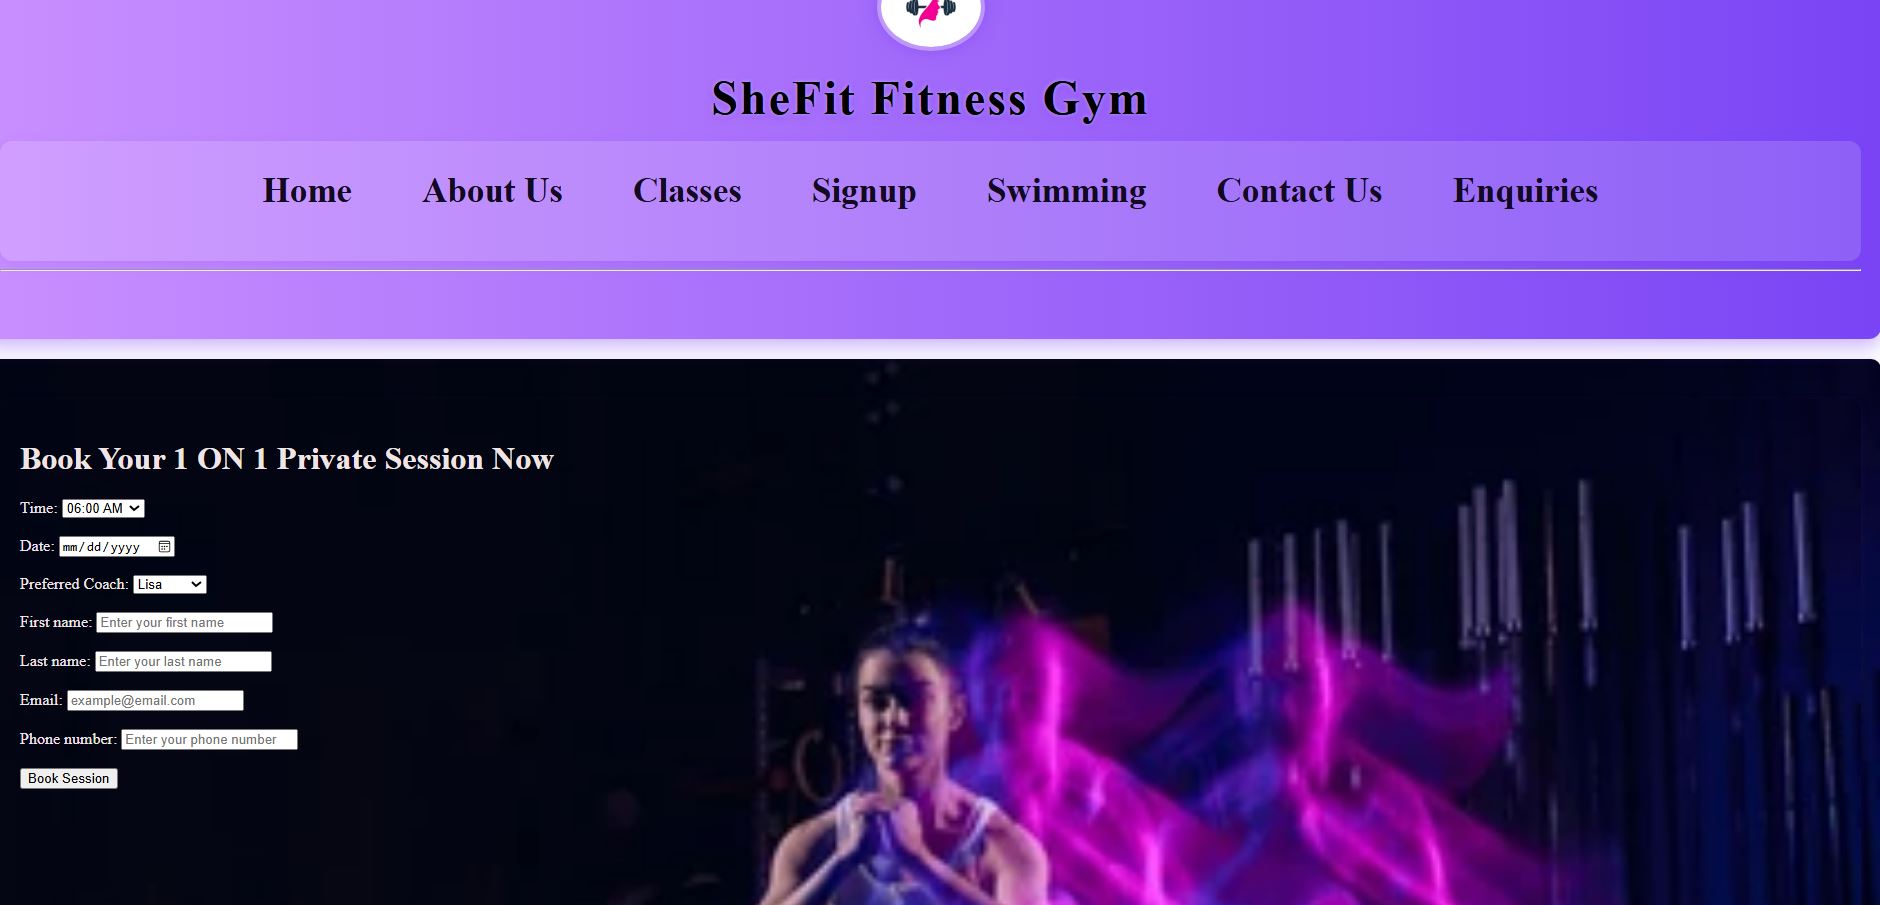 SheFit Fitness Gym
Home About Us Classes Signup Swimming Contact Us Enquiries
Book Your 1 ON 1 Private Session Now
Time: 06:00 AM
Date: mm/dd/yyyy
Preferred Coach: Lisa
First name: Enter your first name
Last name: Enter your last name
Email: example@email.com
Phone number: Enter your phone number
Book Session